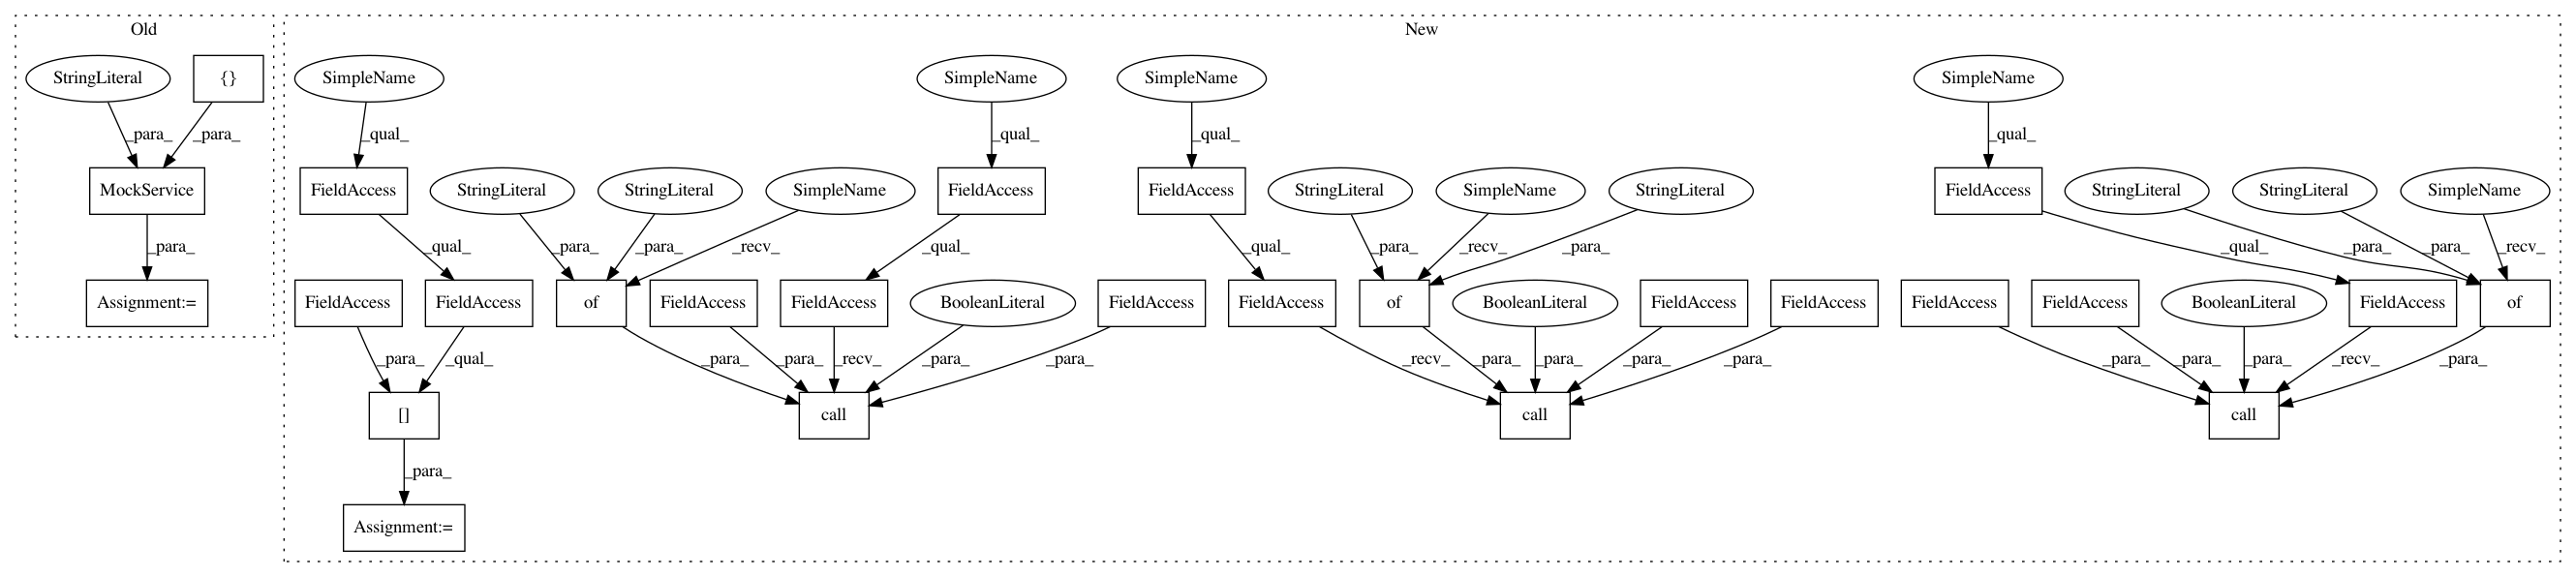 Old
New
StringLiteral
{}
SimpleName
SimpleName
SimpleName
SimpleName
_para_
_para_
_qual_
_qual_
_qual_
_qual_
MockService
FieldAccess
StringLiteral
StringLiteral
SimpleName
FieldAccess
FieldAccess
StringLiteral
SimpleName
StringLiteral
FieldAccess
StringLiteral
StringLiteral
SimpleName
_para_
_qual_
_para_
_para_
_recv_
_qual_
_qual_
_para_
_recv_
_para_
_qual_
_para_
_para_
_recv_
Assignment:=
FieldAccess
FieldAccess
of
FieldAccess
FieldAccess
BooleanLiteral
FieldAccess
FieldAccess
of
BooleanLiteral
FieldAccess
FieldAccess
FieldAccess
FieldAccess
BooleanLiteral
FieldAccess
of
_para_
_qual_
_para_
_para_
_recv_
_para_
_para_
_recv_
_para_
_para_
_para_
_para_
_para_
_para_
_para_
_recv_
_para_
[]
call
call
call
_para_
Assignment:=